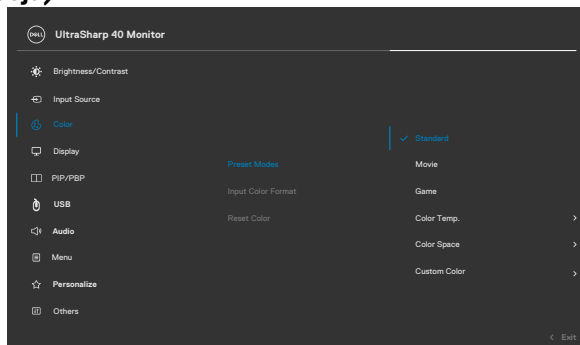 DELL UltraSharp 40 Monitor
Brightness/Contrast
Input Source
Color
Display
PIP/PBP
USB
Audio
Menu
Personalize
Others
Preset Modes
Input Color Format
Reset Color
Standard
Movie
Game
Color Temp.
Color Space
Custom Color
Exit